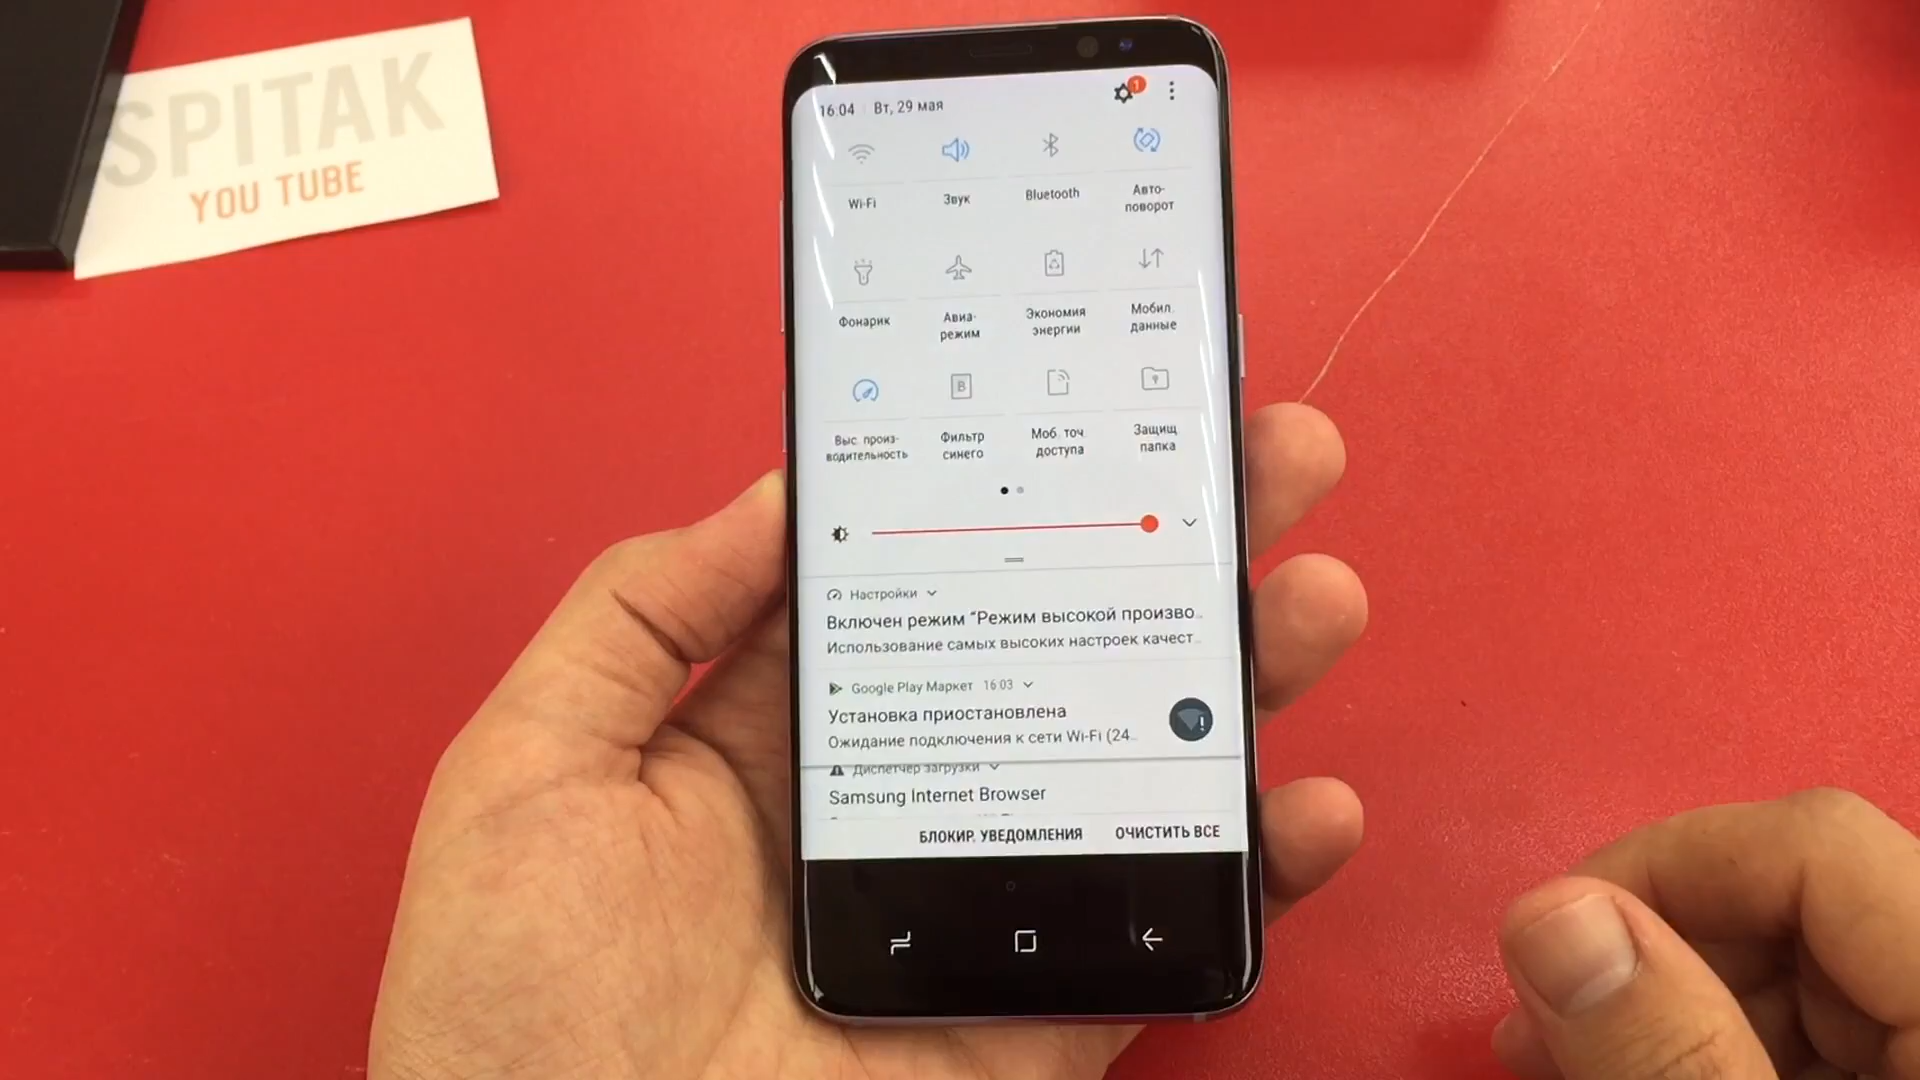 SPITAK
YOU TUBE
16:04 Вт, 29 мая
1
Wi-Fi
Звук
Bluetooth
Авто-
поворот
Фонарик
Авиа-
режим
Экономия
энергии
Мобил.
данные
Выс. произ-
водительность
B
Фильтр
синего
Моб. точ.
доступа
Защищ.
папка
Настройки
Включен режим “Режим высокой произво…
Использование самых высоких настроек качест…
Google Play Маркет 16:03
Установка приостановлена
Ожидание подключения к сети Wi-Fi (24…
Диспетчер загрузки
Samsung Internet Browser
БЛОКИР. УВЕДОМЛЕНИЯ ОЧИСТИТЬ ВСЕ